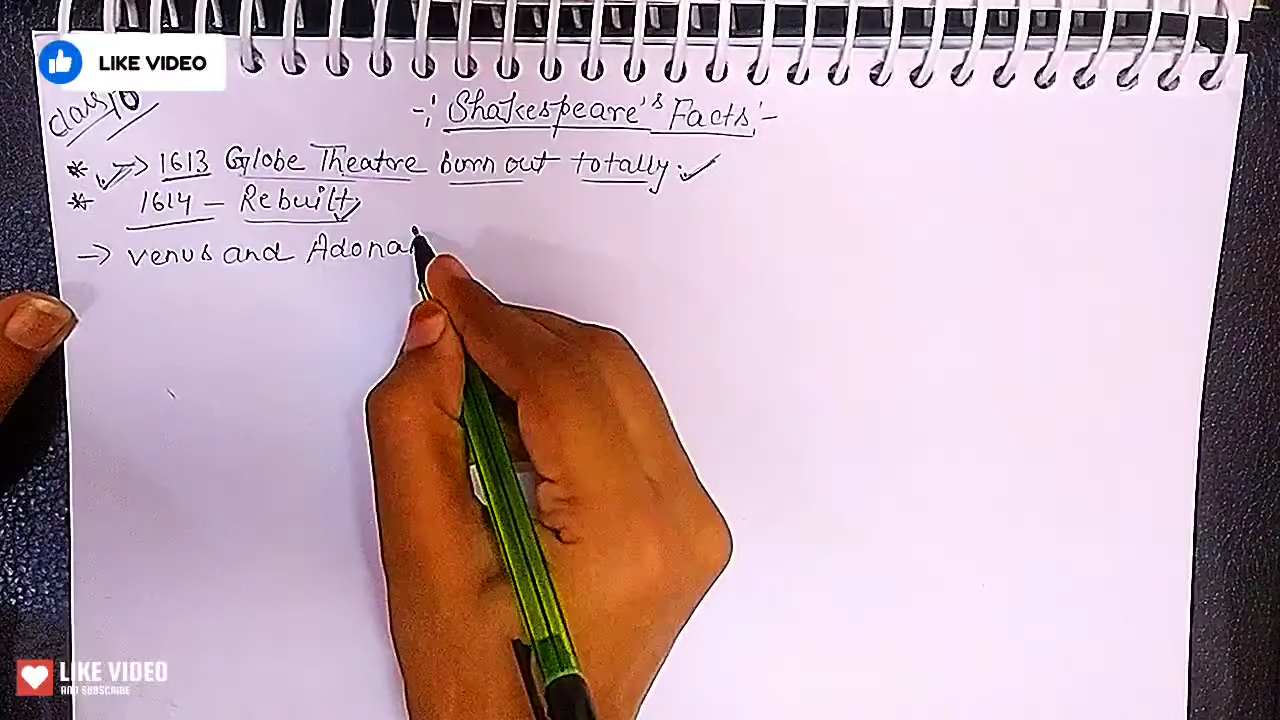 LIKE VIDEO
Class 10
-: Shakespeare's Facts :-
* => 1613 Globe Theatre burn out totally. ✓
* 1614 - Rebuilt
→ venus and Adona
LIKE VIDEO
AND SUBSCRIBE